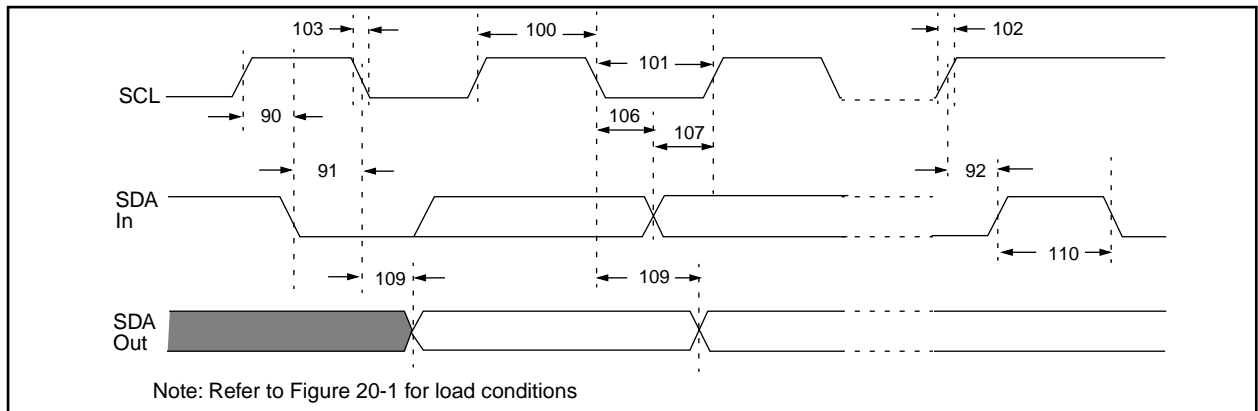 103
100
101
102
SCL
90
106
107
91
92
SDA
In
109
109
110
SDA
Out
Note: Refer to Figure 20-1 for load conditions